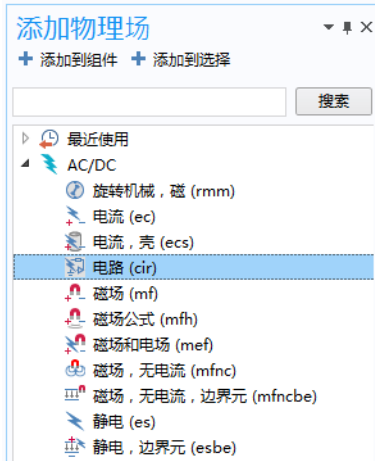 添加物理场
添加到组件 添加到选择
搜索
最近使用
AC/DC
旋转机械，磁 (rmm)
电流 (ec)
电流，壳 (ecs)
电路 (cir)
磁场 (mf)
磁场公式 (mfh)
磁场和电场 (mef)
磁场，无电流 (mfnc)
磁场，无电流，边界元 (mfncbe)
静电 (es)
静电，边界元 (esbe)